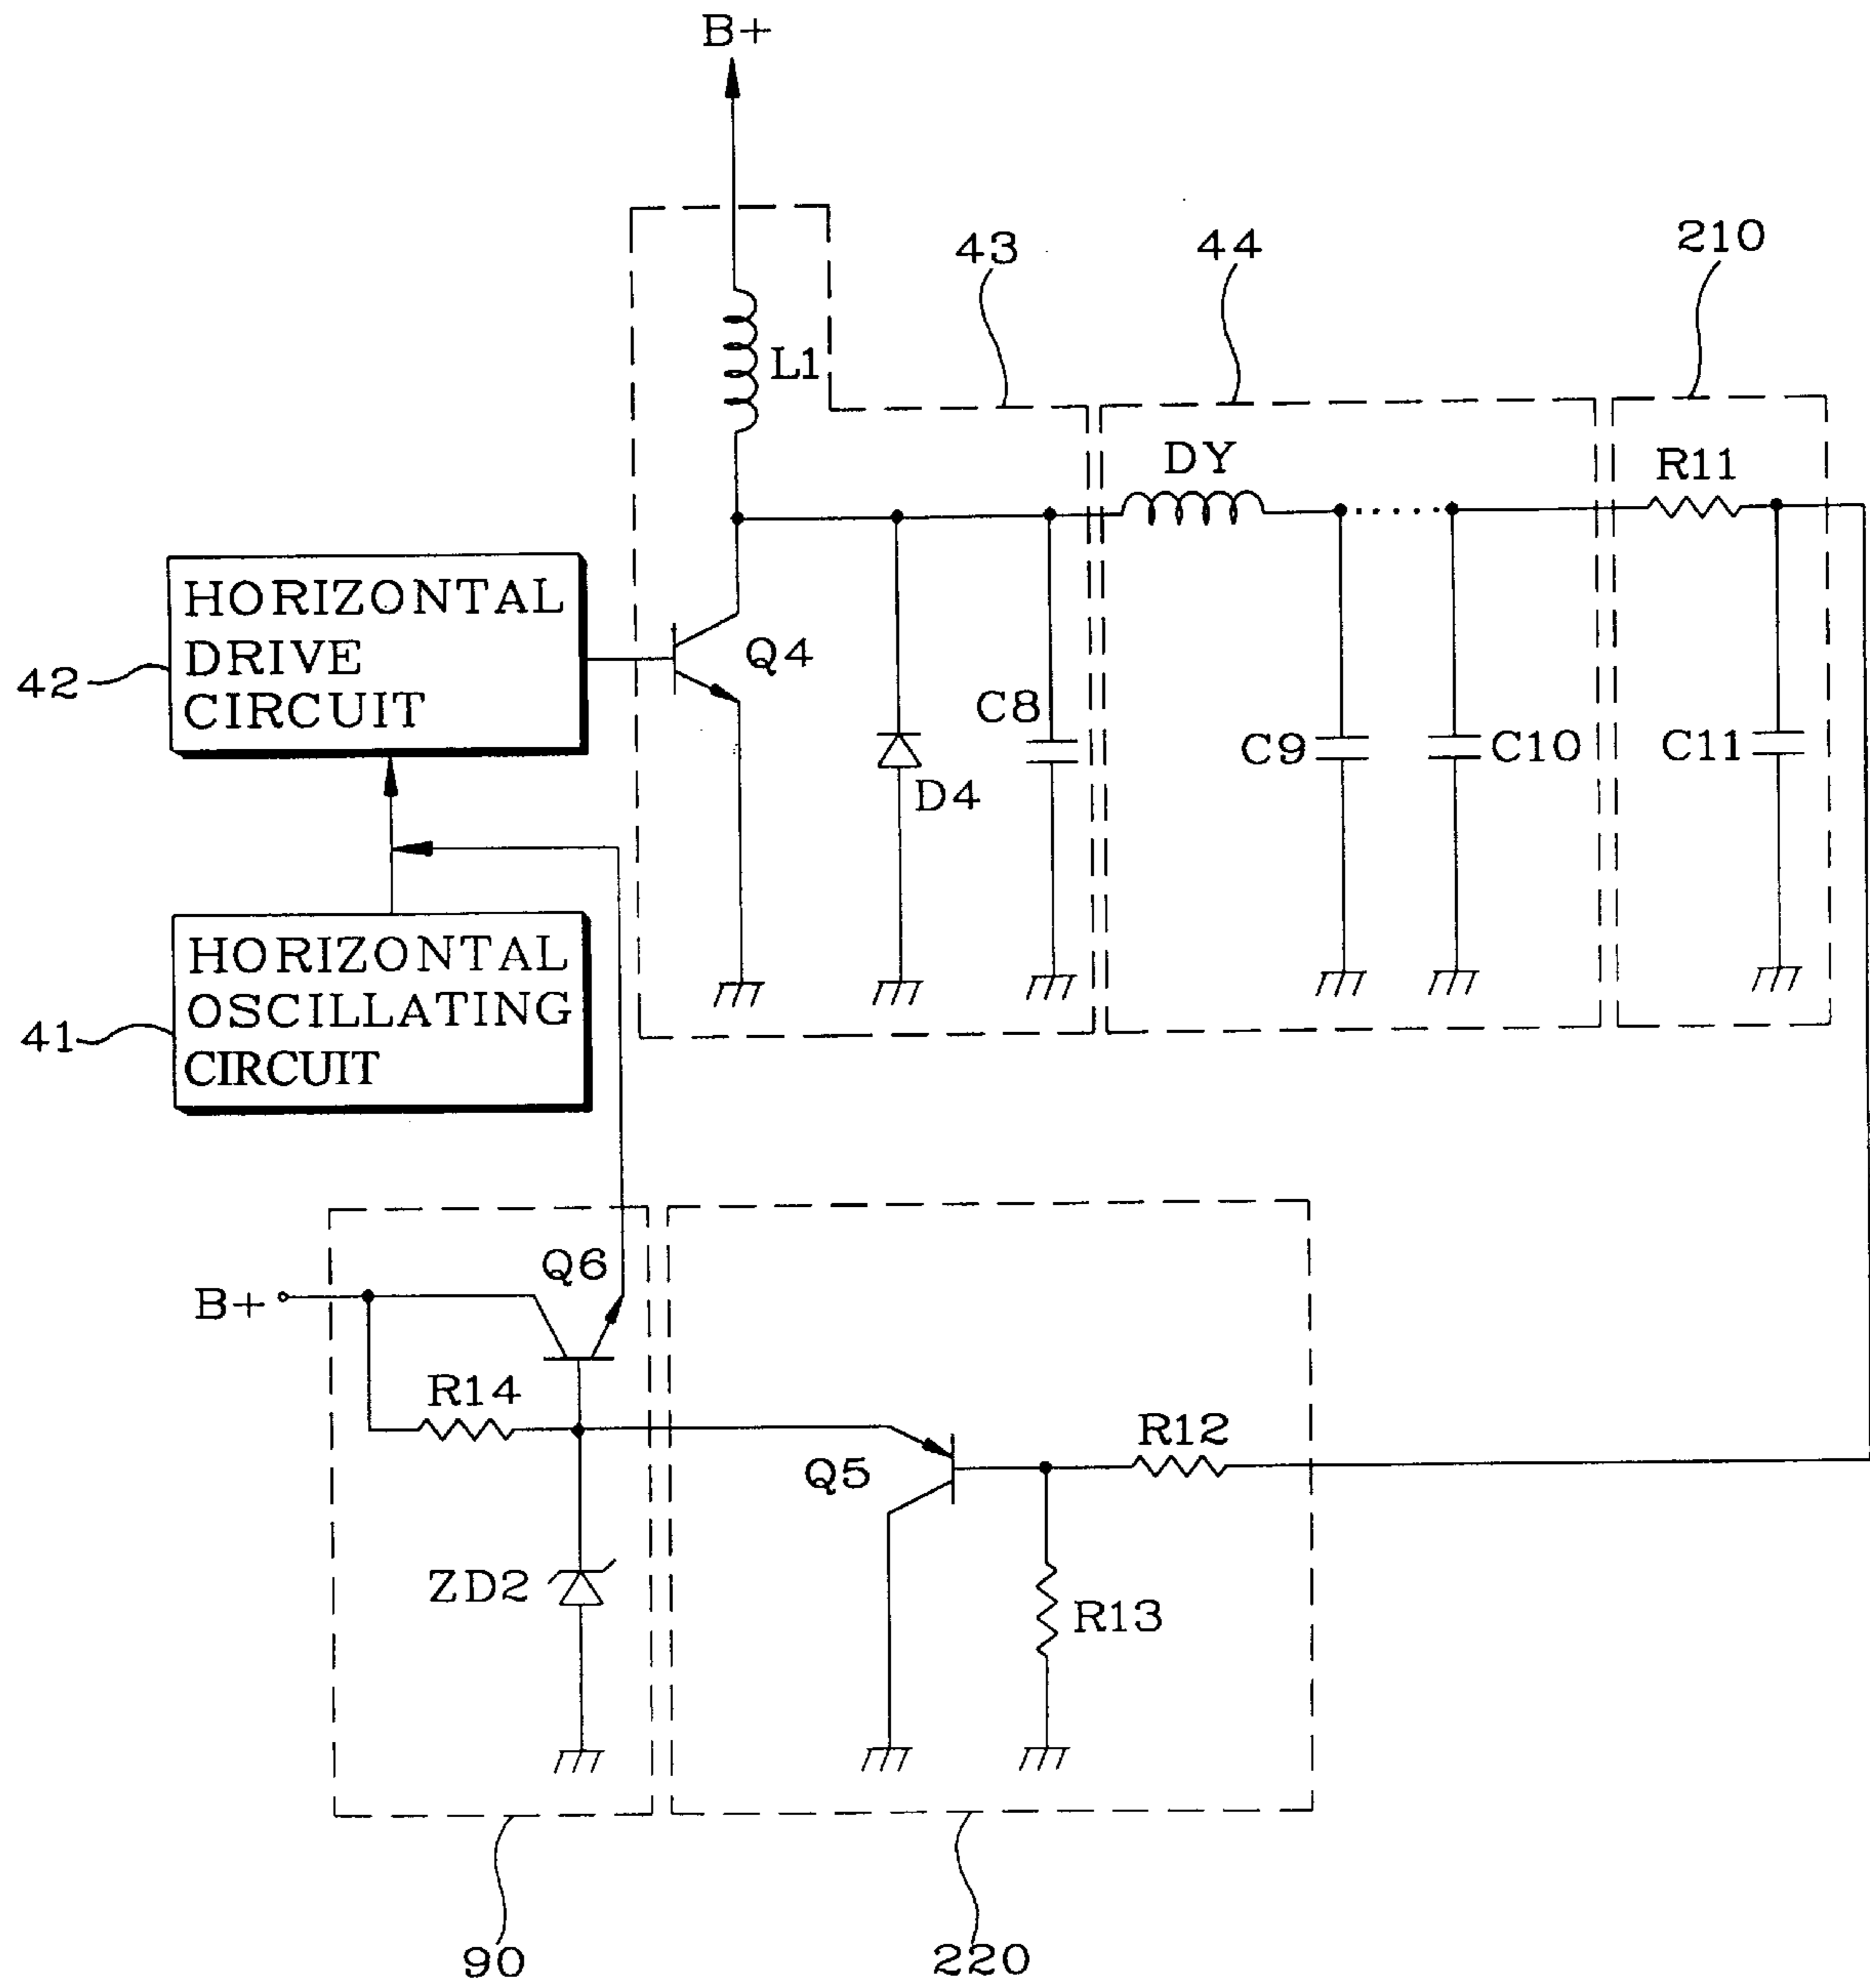 B+
43
44
210
L1
DY
R11
HORIZONTAL
DRIVE
CIRCUIT
42
Q4
C8
D4
C9
C10
C11
HORIZONTAL
OSCILLATING
CIRCUIT
41
Q6
B+
R14
Q5
R12
ZD2
R13
90
220